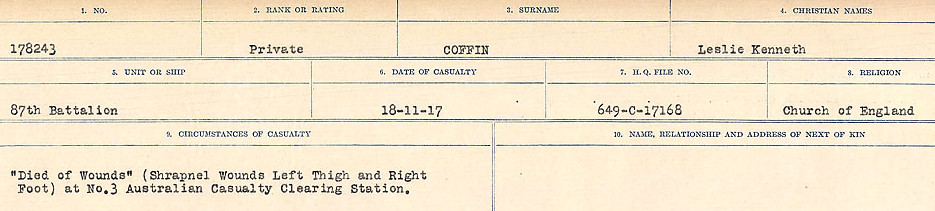 1. NO. 2. RANK OR RATING 3. SURNAME 4. CHRISTIAN NAMES
178243 Private COFFIN Leslie Kenneth
5. UNIT OR SHIP 6. DATE OF CASUALTY 7. H.Q. FILE NO. 8. RELIGION
87th Battalion 18-11-17 649-C-17168 Church of England
9. CIRCUMSTANCES OF CASUALTY 10. NAME, RELATIONSHIP AND ADDRESS OF NEXT OF KIN
"Died of Wounds" (Shrapnel Wounds Left Thigh and Right
Foot) at No.3 Australian Casualty Clearing Station.